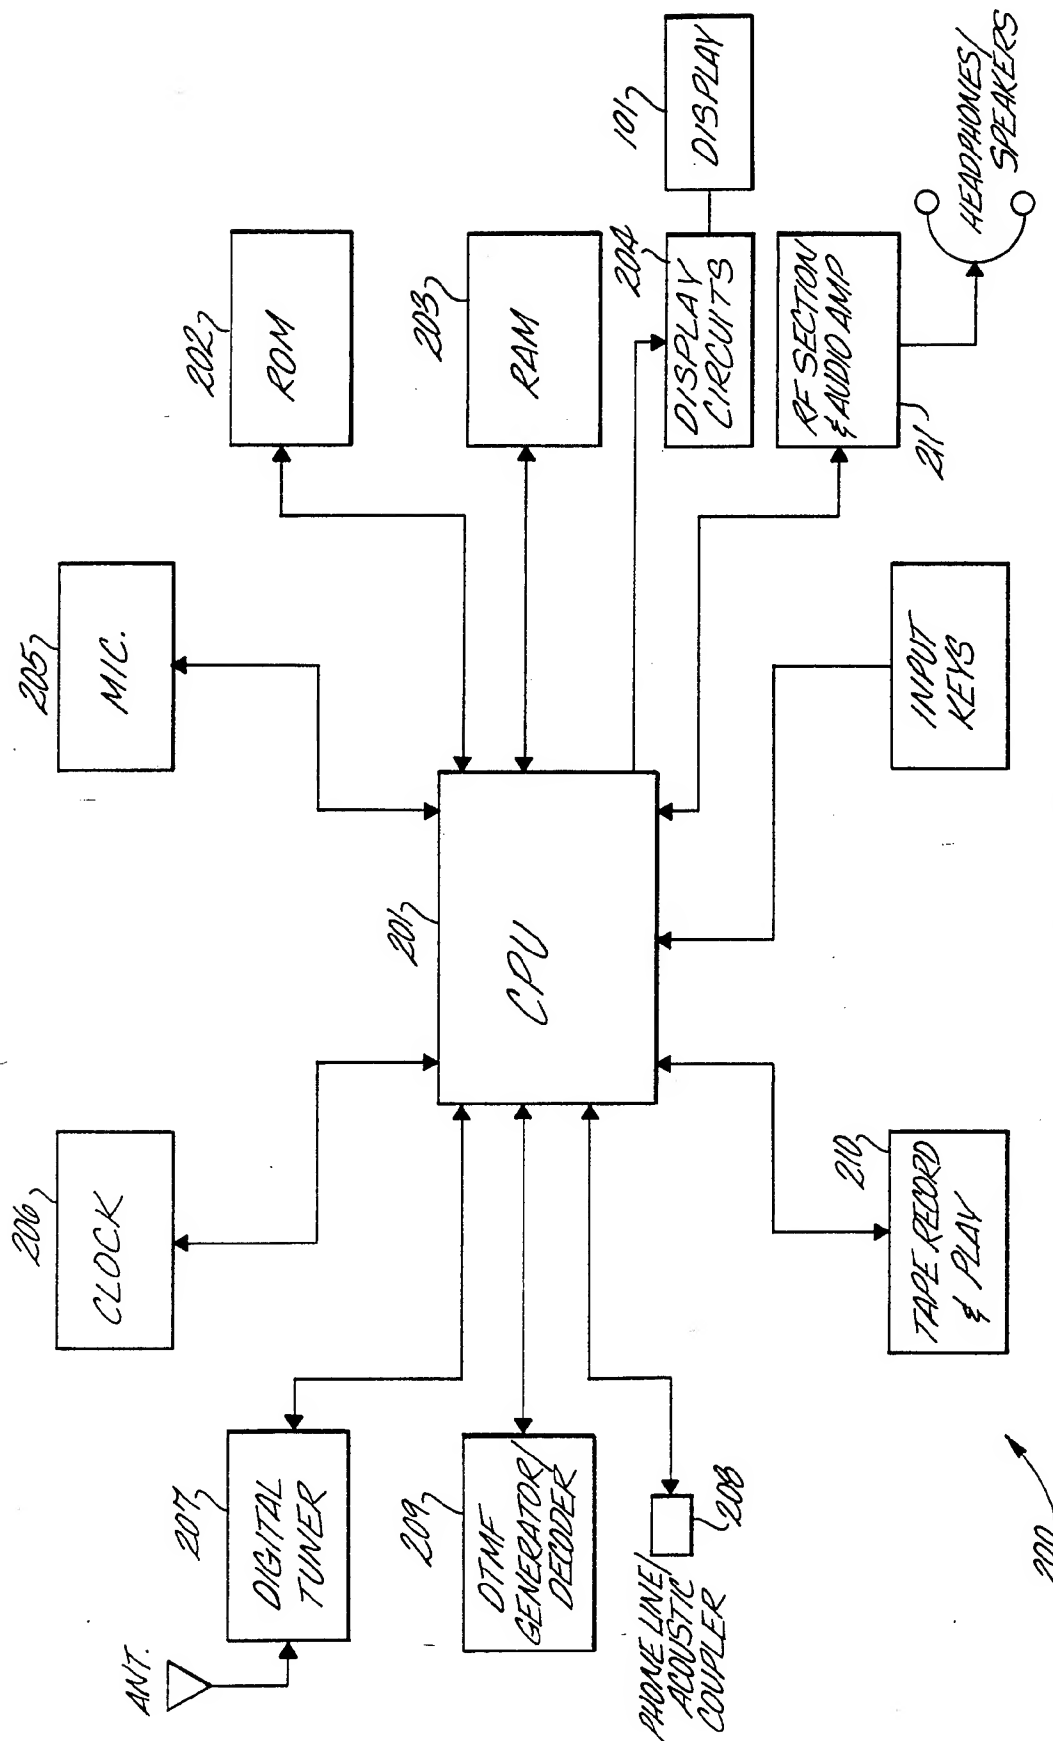 ANT.
207
DIGITAL
TUNER
206
CLOCK
205
MIC.
202
ROM
209
DTMF
GENERATOR/
DECODER
201
CPU
203
RAM
PHONE LINE/
ACOUSTIC
COUPLER
208
204
DISPLAY
CIRCUITS
101
DISPLAY
210
TAPE RECORD
& PLAY
INPUT
KEYS
RF SECTION
& AUDIO AMP
211
HEADPHONES/
SPEAKERS
200